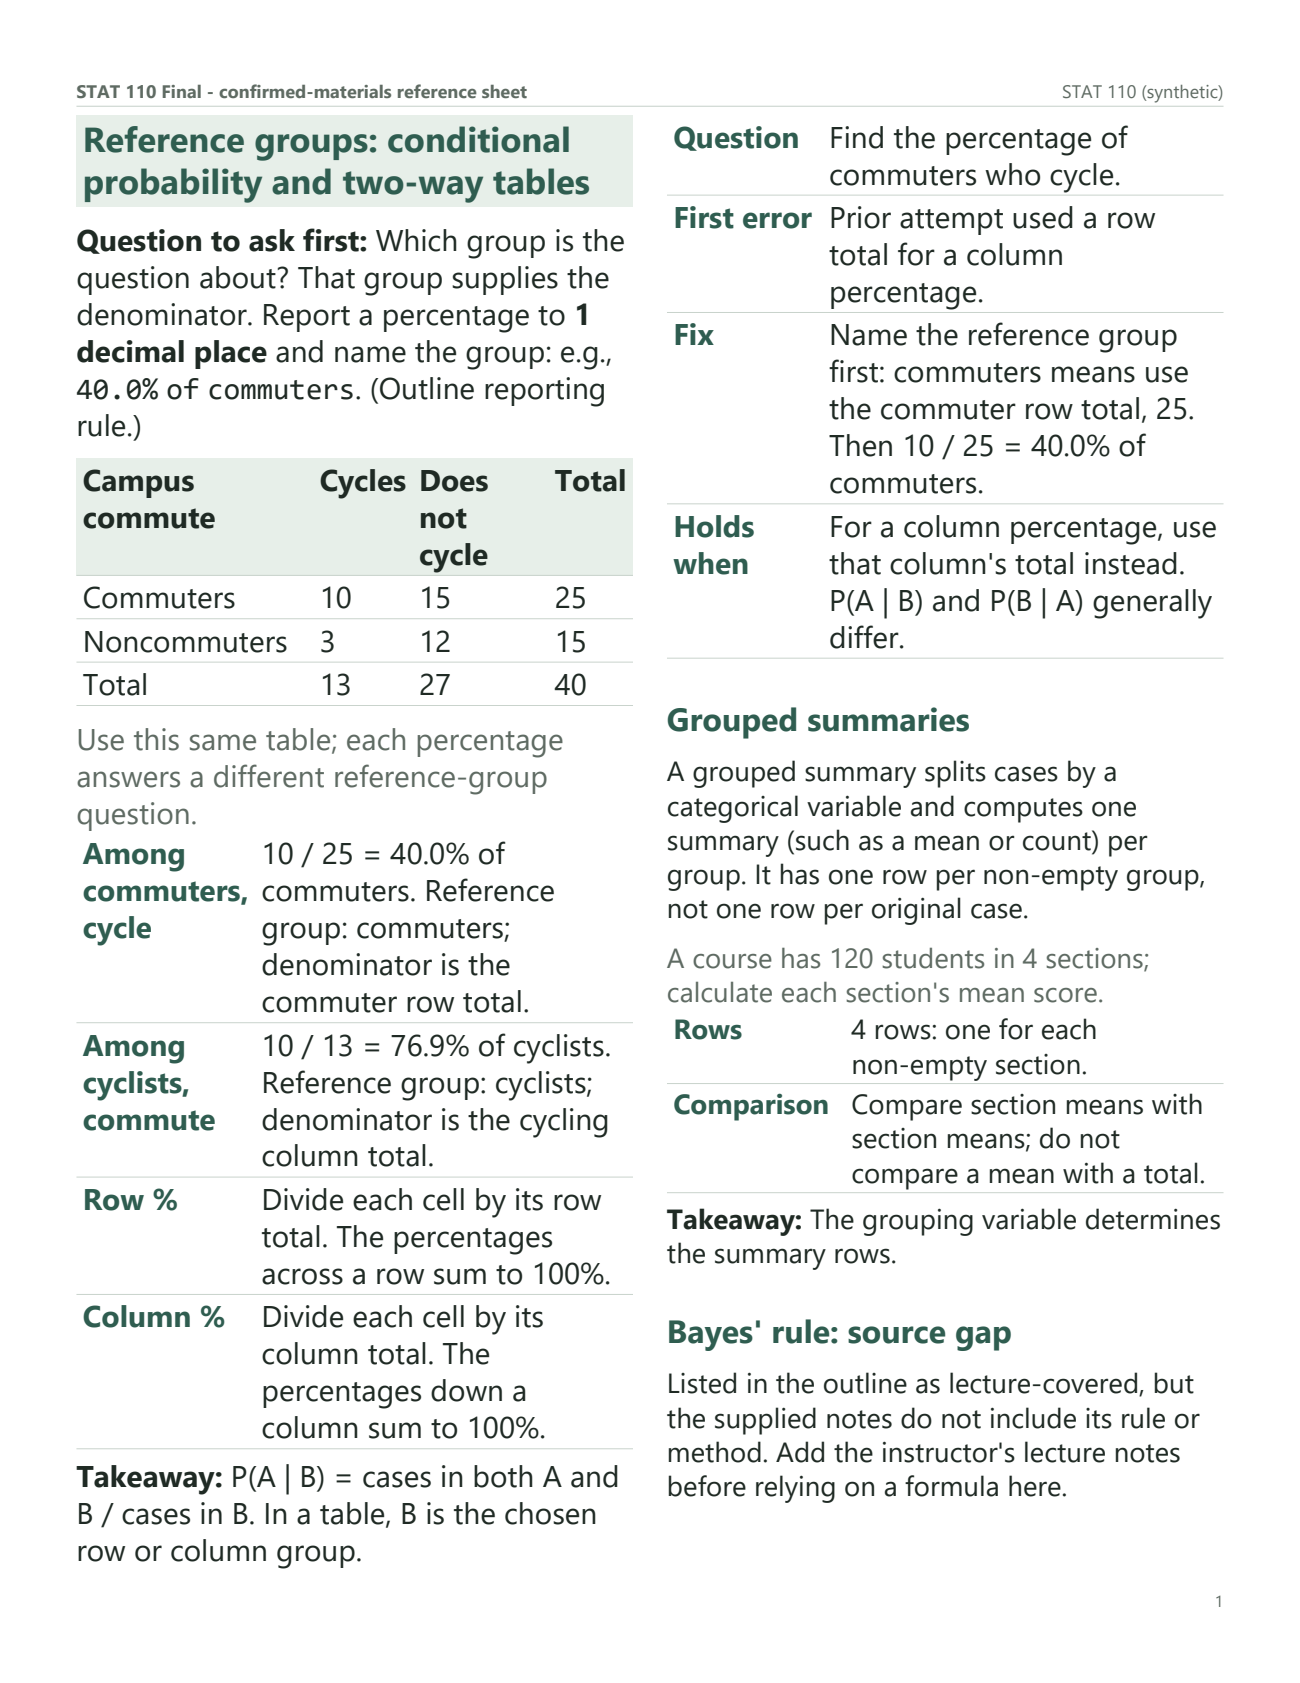 STAT 110 Final - confirmed-materials reference sheet
STAT 110 (synthetic)
Reference groups: conditional
probability and two-way tables
Question to ask first: Which group is the
question about? That group supplies the
denominator. Report a percentage to 1
decimal place and name the group: e.g.,
40.0% of commuters. (Outline reporting
rule.)
Campus commute Cycles Does not cycle Total
Commuters 10 15 25
Noncommuters 3 12 15
Total 13 27 40
Use this same table; each percentage
answers a different reference-group
question.
Among commuters, cycle
10 / 25 = 40.0% of
commuters. Reference
group: commuters;
denominator is the
commuter row total.
Among cyclists, commute
10 / 13 = 76.9% of cyclists.
Reference group: cyclists;
denominator is the cycling
column total.
Row %
Divide each cell by its row
total. The percentages
across a row sum to 100%.
Column %
Divide each cell by its
column total. The
percentages down a
column sum to 100%.
Takeaway: P(A | B) = cases in both A and
B / cases in B. In a table, B is the chosen
row or column group.
Question
Find the percentage of
commuters who cycle.
First error
Prior attempt used a row
total for a column
percentage.
Fix
Name the reference group
first: commuters means use
the commuter row total, 25.
Then 10 / 25 = 40.0% of
commuters.
Holds when
For a column percentage, use
that column's total instead.
P(A | B) and P(B | A) generally
differ.
Grouped summaries
A grouped summary splits cases by a
categorical variable and computes one
summary (such as a mean or count) per
group. It has one row per non-empty group,
not one row per original case.
A course has 120 students in 4 sections;
calculate each section's mean score.
Rows
4 rows: one for each
non-empty section.
Comparison
Compare section means with
section means; do not
compare a mean with a total.
Takeaway: The grouping variable determines
the summary rows.
Bayes' rule: source gap
Listed in the outline as lecture-covered, but
the supplied notes do not include its rule or
method. Add the instructor's lecture notes
before relying on a formula here.
1